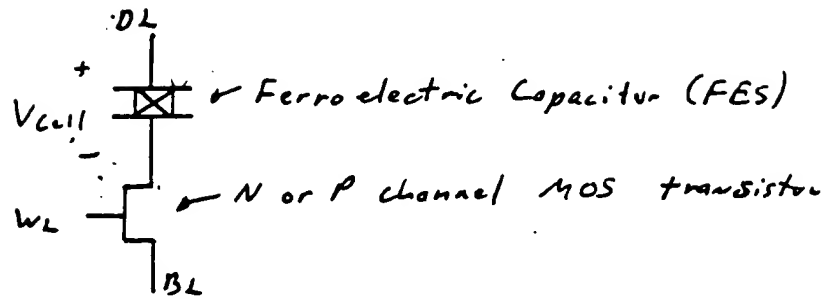 DL
+
Ferroelectric Capacitor (FES)
Vcell
-
N or P channel MOS transistor
WL
BL